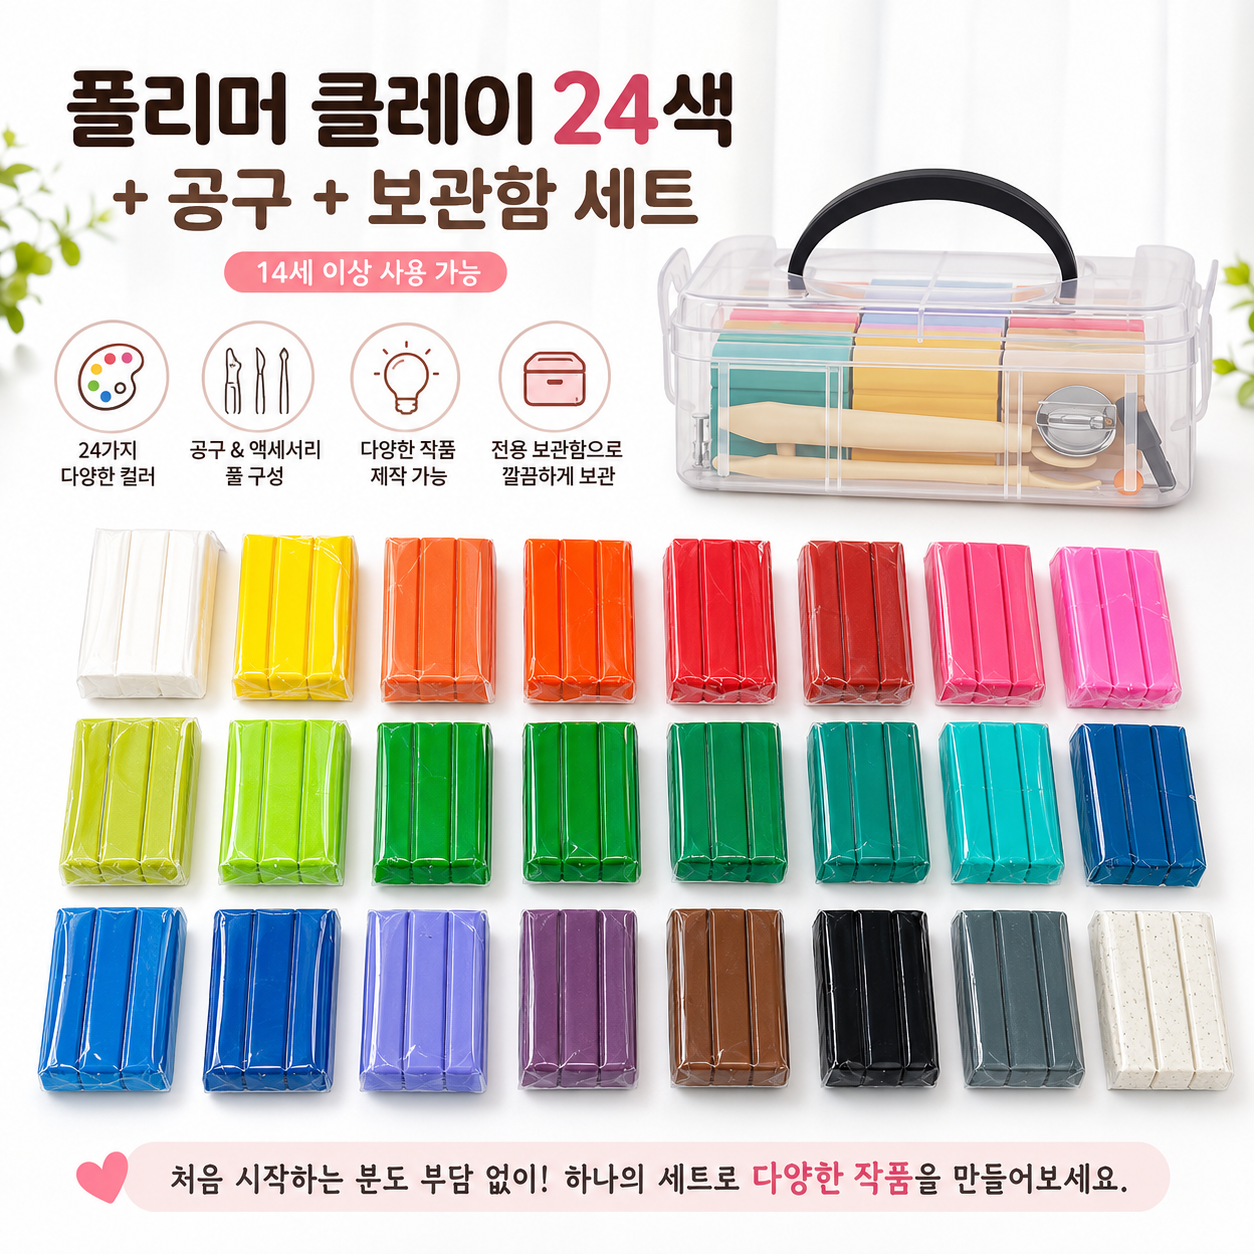 폴리머 클레이 24색
+ 공구 + 보관함 세트
14세 이상 사용 가능
24가지
다양한 컬러
공구 & 액세서리
풀 구성
다양한 작품
제작 가능
전용 보관함으로
깔끔하게 보관
처음 시작하는 분도 부담 없이! 하나의 세트로 다양한 작품을 만들어보세요.